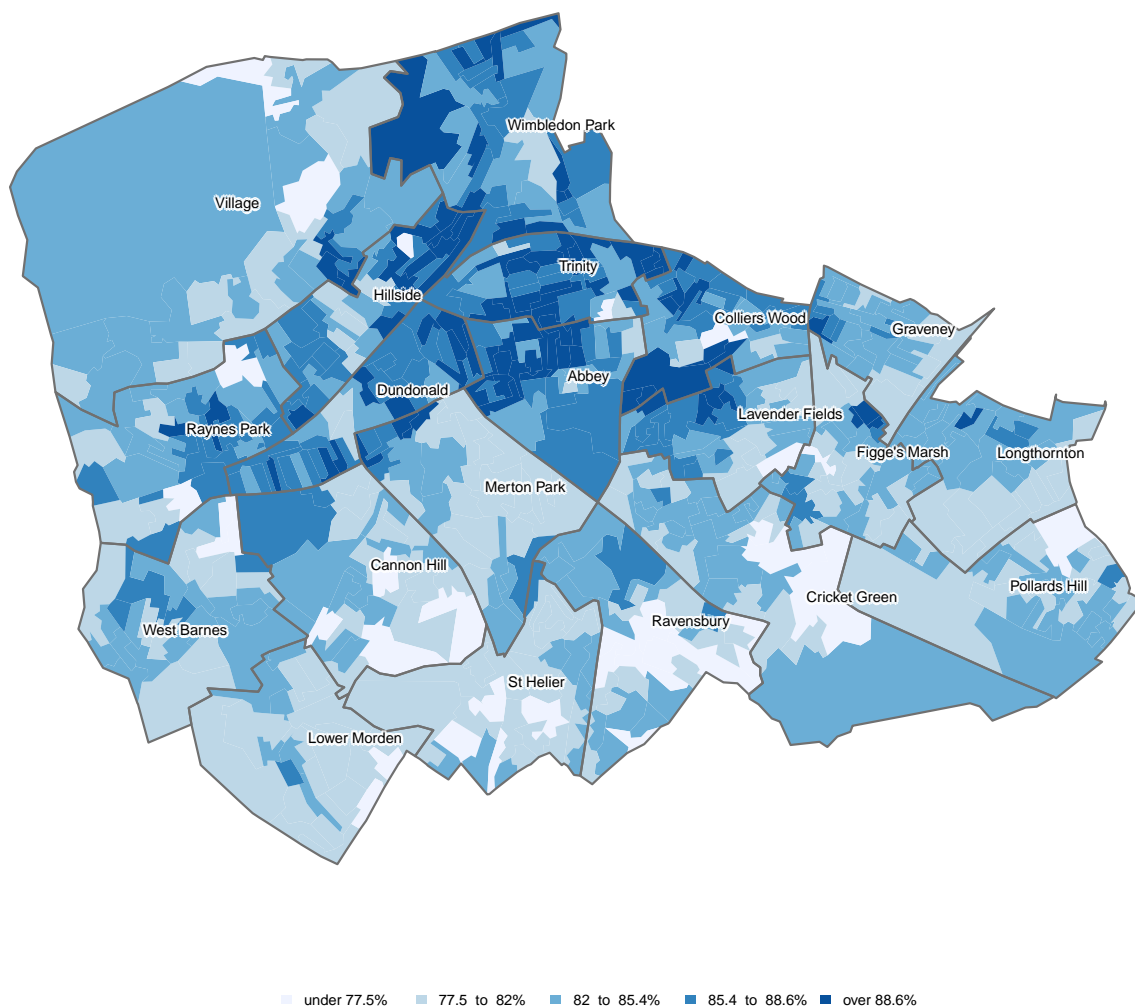 Wimbledon Park
Village
Trinity
Hillside
Colliers Wood
Graveney
Abbey
Dundonald
Lavender Fields
Raynes Park
Figge's Marsh
Longthornton
Merton Park
Cannon Hill
Pollards Hill
Cricket Green
Ravensbury
West Barnes
St Helier
Lower Morden
under 77.5% 77.5 to 82% 82 to 85.4% 85.4 to 88.6% over 88.6%